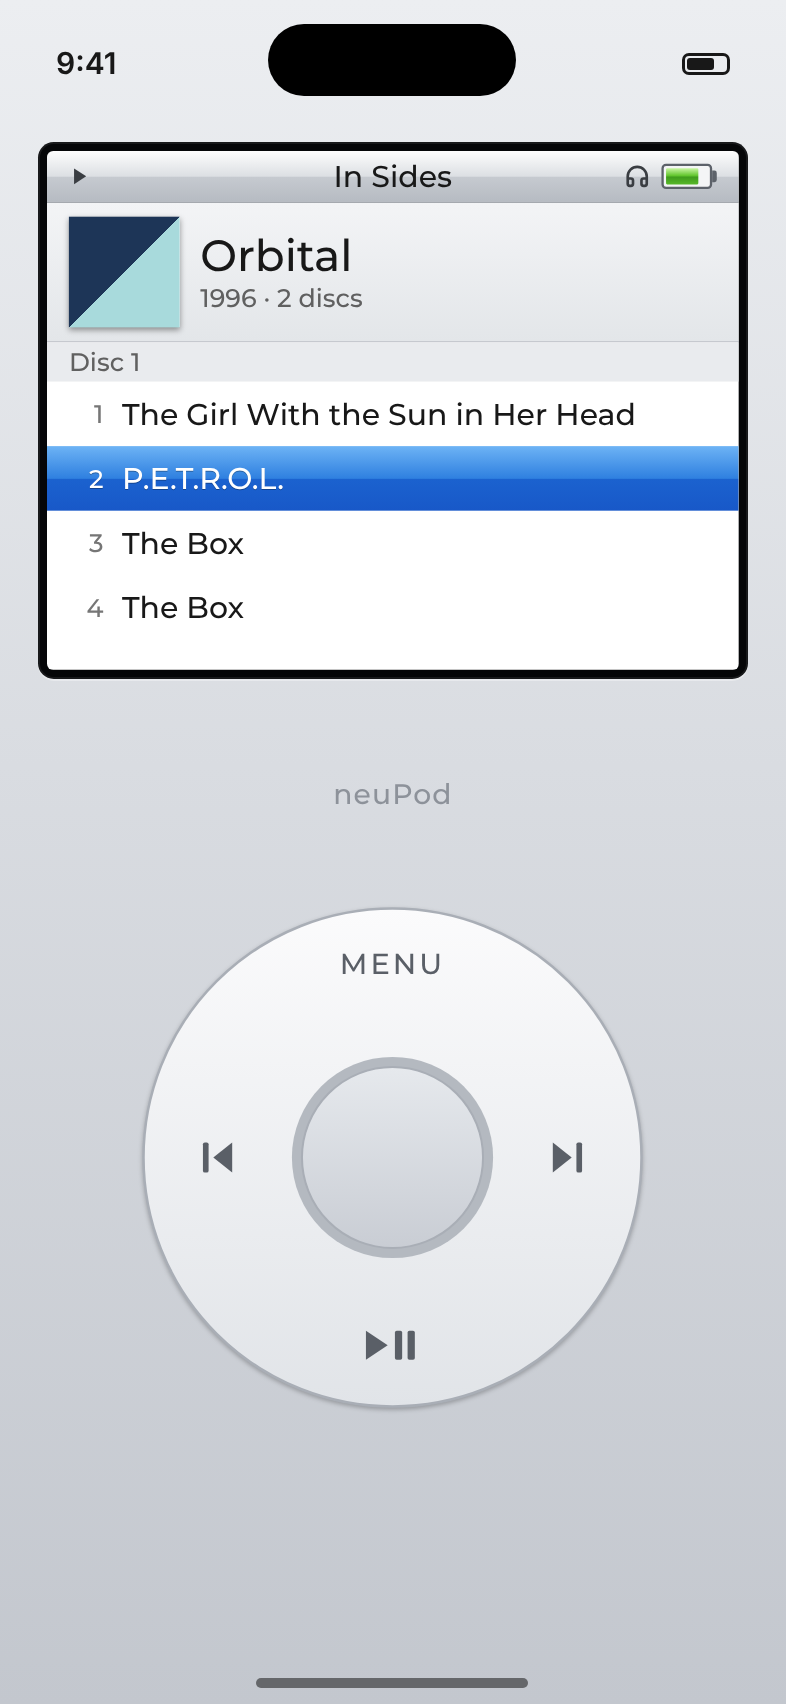 9:41
In Sides
Orbital
1996 · 2 discs
Disc 1
1 The Girl With the Sun in Her Head
2 P.E.T.R.O.L.
3 The Box
4 The Box
neuPod
MENU